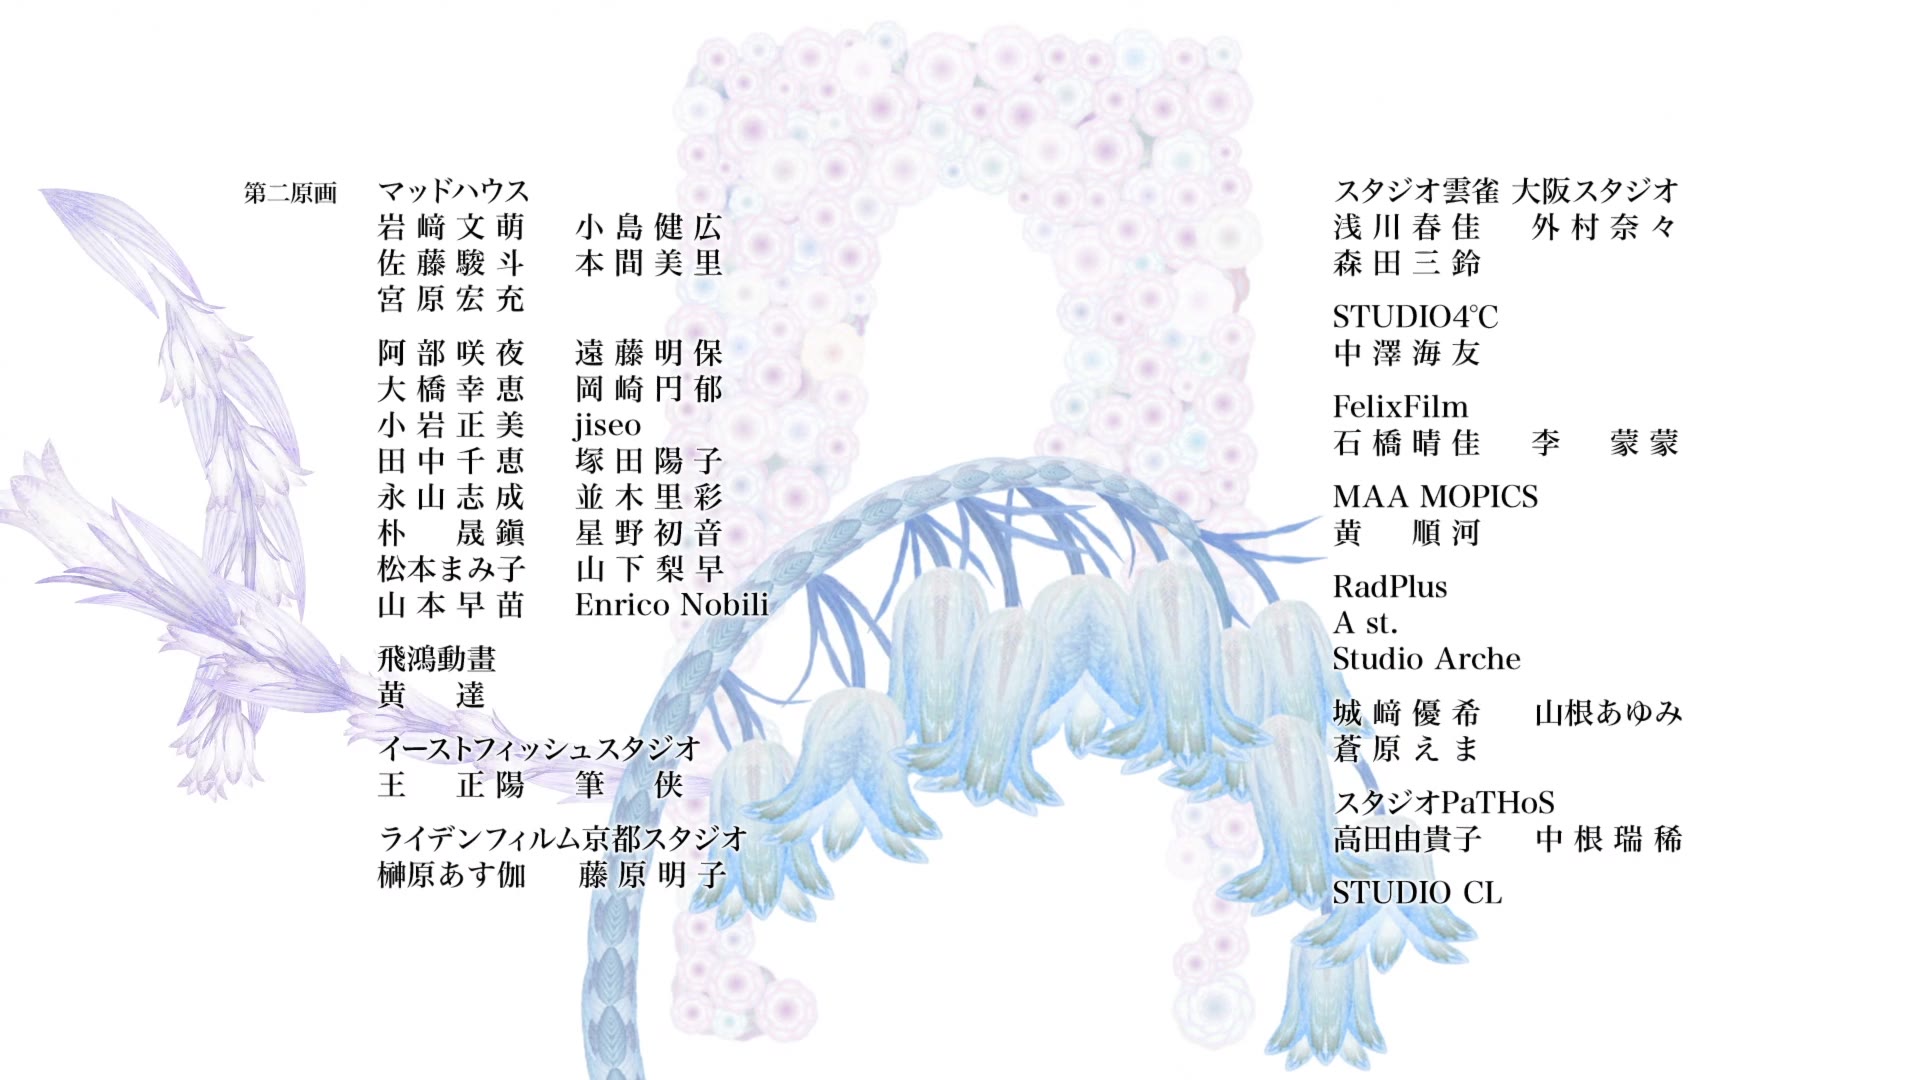 第二原画 マッドハウス
岩﨑文萌 小島健広
佐藤駿斗 本間美里
宮原宏充
阿部咲夜 遠藤明保
大橋幸恵 岡崎円郁
小岩正美 jiseo
田中千恵 塚田陽子
永山志成 並木里彩
朴 晟鎭 星野初音
松本まみ子 山下梨早
山本早苗 Enrico Nobili
飛鴻動畫
黄 達
イーストフィッシュスタジオ
王 正陽 筆 侠
ライデンフィルム京都スタジオ
榊原あす伽 藤原明子
スタジオ雲雀 大阪スタジオ
浅川春佳 外村奈々
森田三鈴
STUDIO4℃
中澤海友
FelixFilm
石橋晴佳 李 蒙蒙
MAA MOPICS
黄 順河
RadPlus
A st.
Studio Arche
城﨑優希 山根あゆみ
蒼原えま
スタジオPaTHoS
高田由貴子 中根瑞稀
STUDIO CL